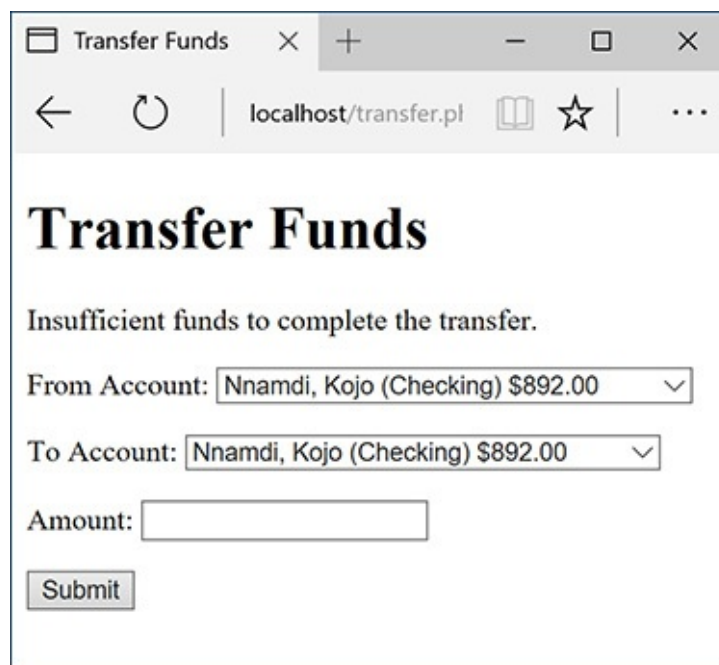 Transfer Funds
localhost/transfer.ph
Transfer Funds
Insufficient funds to complete the transfer.
From Account: Nnamdi, Kojo (Checking) $892.00
To Account: Nnamdi, Kojo (Checking) $892.00
Amount:
Submit